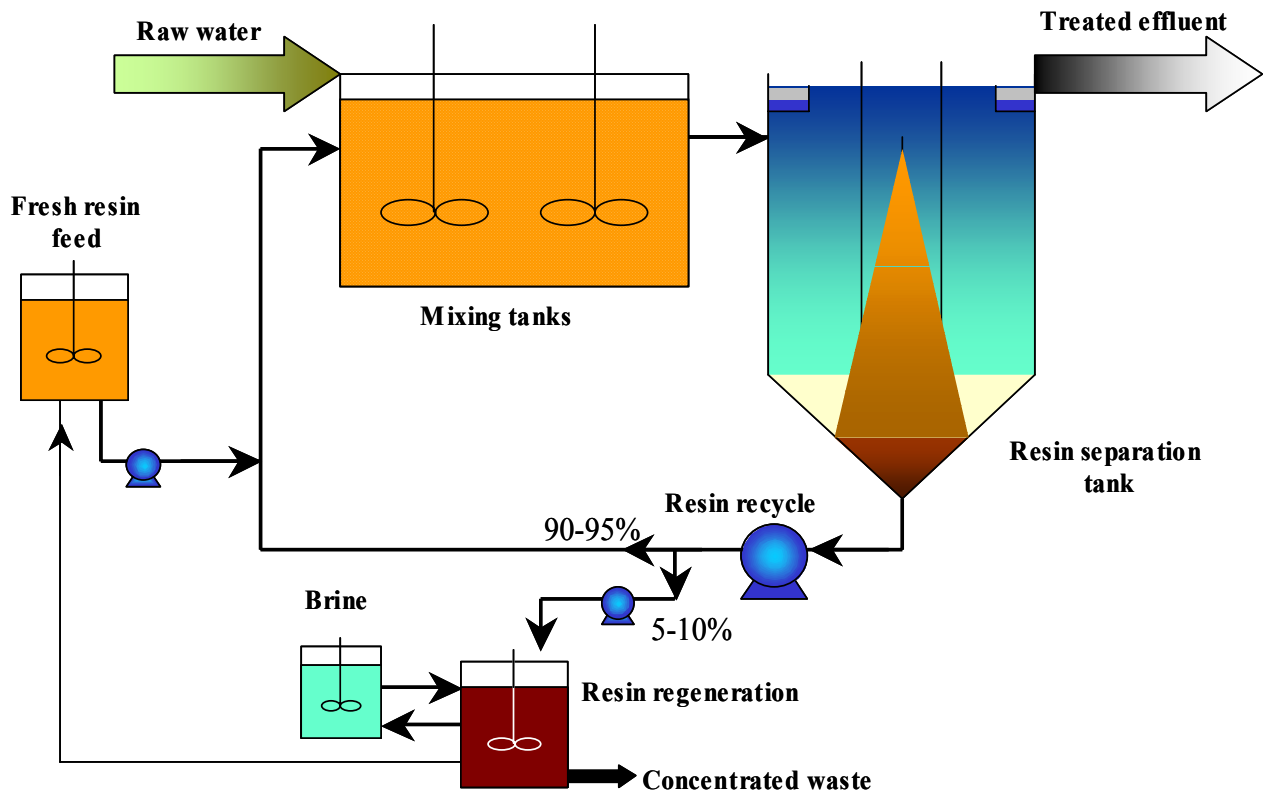 Raw water
Treated effluent
Fresh resin
feed
Mixing tanks
Resin separation
tank
Resin recycle
90-95%
5-10%
Brine
Resin regeneration
Concentrated waste